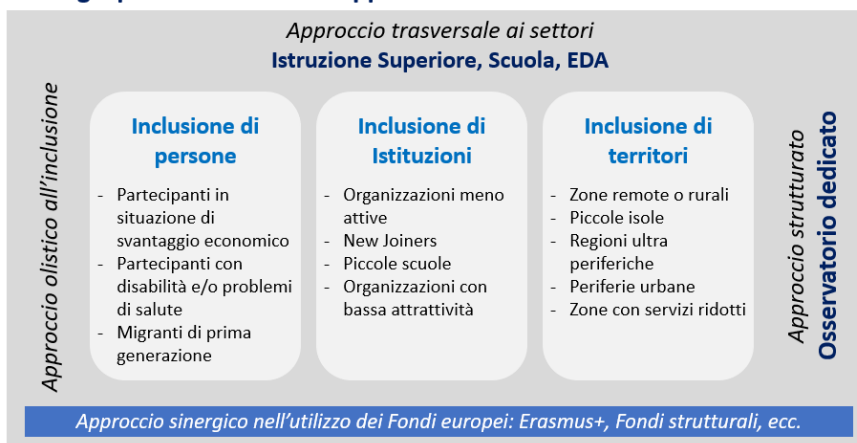 Approccio trasversale ai settori
Istruzione Superiore, Scuola, EDA
Approccio olistico all'inclusione
Inclusione di
persone
- Partecipanti in
situazione di
svantaggio economico
- Partecipanti con
disabilità e/o problemi
di salute
- Migranti di prima
generazione
Inclusione di
Istituzioni
- Organizzazioni meno
attive
- New Joiners
- Piccole scuole
- Organizzazioni con
bassa attrattività
Inclusione di
territori
- Zone remote o rurali
- Piccole isole
- Regioni ultra
periferiche
- Periferie urbane
- Zone con servizi ridotti
Approccio strutturato
Osservatorio dedicato
Approccio sinergico nell'utilizzo dei Fondi europei: Erasmus+, Fondi strutturali, ecc.